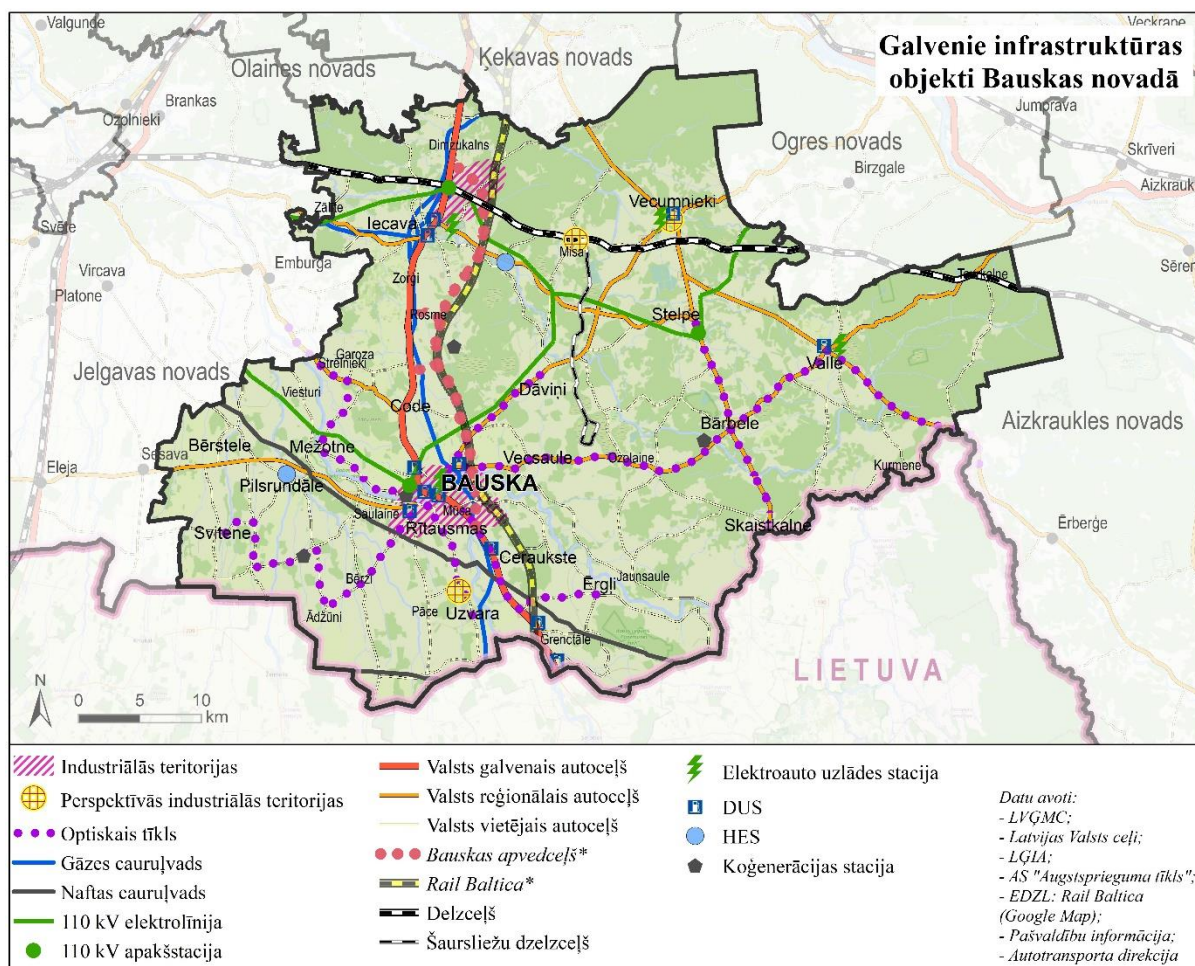 Galvenie infrastruktūras
objekti Bauskas novadā
Valgunde
Veckrape
Ķekavas novads
Olaines novads
Brankas
Ozolnieki
Jumprava
Ogres novads
Skrīveri
Birzgale
Aizkrauk
Dimzukalns
Vecumnieki
Zālīte
Iecava
Svēte
Misa
Emburga
Vircava
Zorģi
Sēren
Platone
Taurkalne
Rosme
Stelpe
Garoza
Strēlnieki
Valle
Jelgavas novads
Viesturi
Dāviņi
Code
Bārbele
Aizkraukles novads
Mežotne
Bērstele
Vecsaule
Ozolaine
Eleja
Sesava
Kurmene
Pilsrundāle
BAUSKA
Mūsa
Saulaine
Rītausmas
Skaistkalne
Svitene
Ērberģe
Ceraukste
Bērzi
Ērgļi
Jaunsaule
Ādžūni
Pāce
Uzvara
Grenctāle
LIETUVA
N
0 5 10
km
Industriālās teritorijas
Perspektīvās industriālās teritorijas
Optiskais tīkls
Gāzes cauruļvads
Naftas cauruļvads
110 kV elektrolīnija
110 kV apakšstacija
Valsts galvenais autoceļš
Valsts reģionālais autoceļš
Valsts vietējais autoceļš
Bauskas apvedceļš*
Rail Baltica*
Delzceļš
Šaursliežu dzelzceļš
Elektroauto uzlādes stacija
DUS
HES
Koģenerācijas stacija
Datu avoti:
- LVĢMC;
- Latvijas Valsts ceļi;
- LĢIA;
- AS "Augstsprieguma tīkls";
- EDZL: Rail Baltica
(Google Map);
- Pašvaldību informācija;
- Autotransporta direkcija